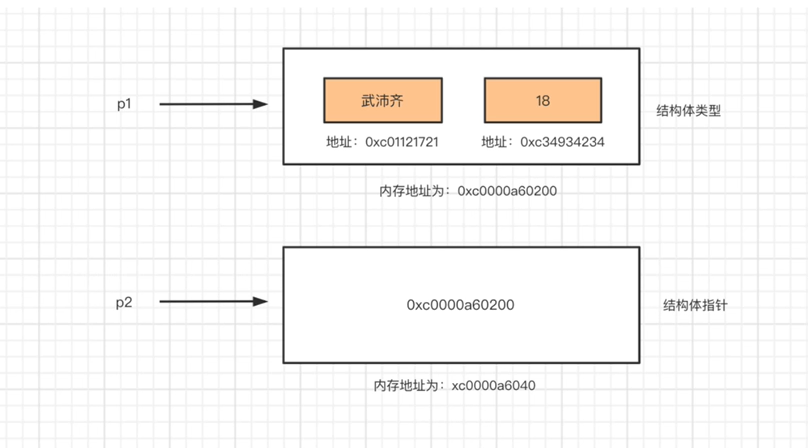 p1
武沛齐
18
结构体类型
地址：0xc01121721
地址：0xc34934234
内存地址为：0xc0000a60200
p2
0xc0000a60200
结构体指针
内存地址为：xc0000a6040